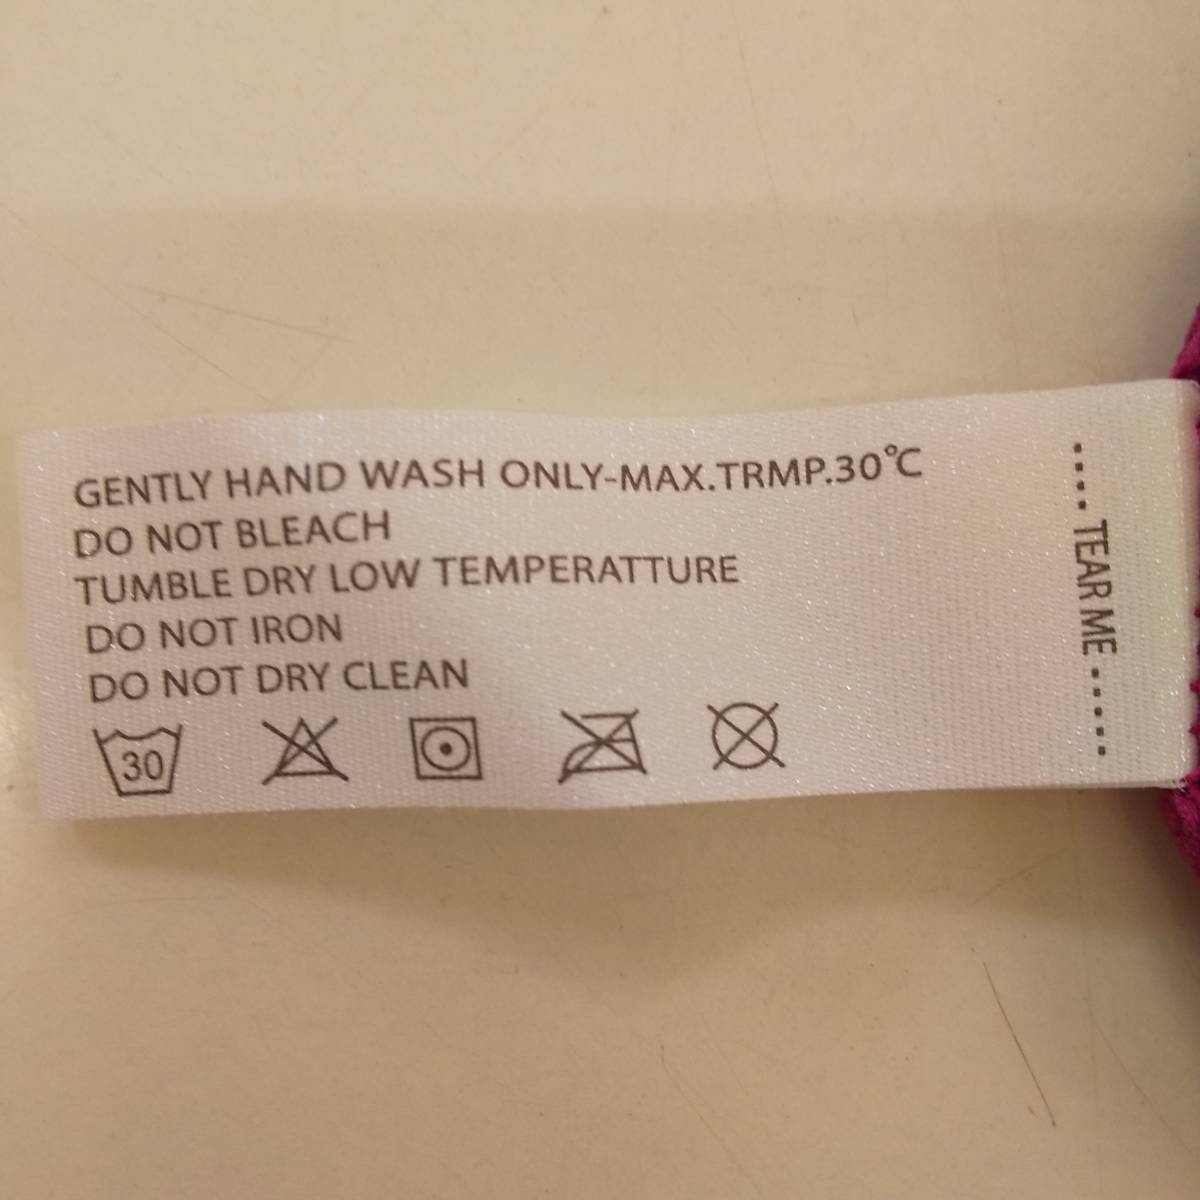 GENTLY HAND WASH ONLY-MAX.TRMP.30℃
DO NOT BLEACH
TUMBLE DRY LOW TEMPERATTURE
DO NOT IRON
DO NOT DRY CLEAN
30
....TEAR ME.....